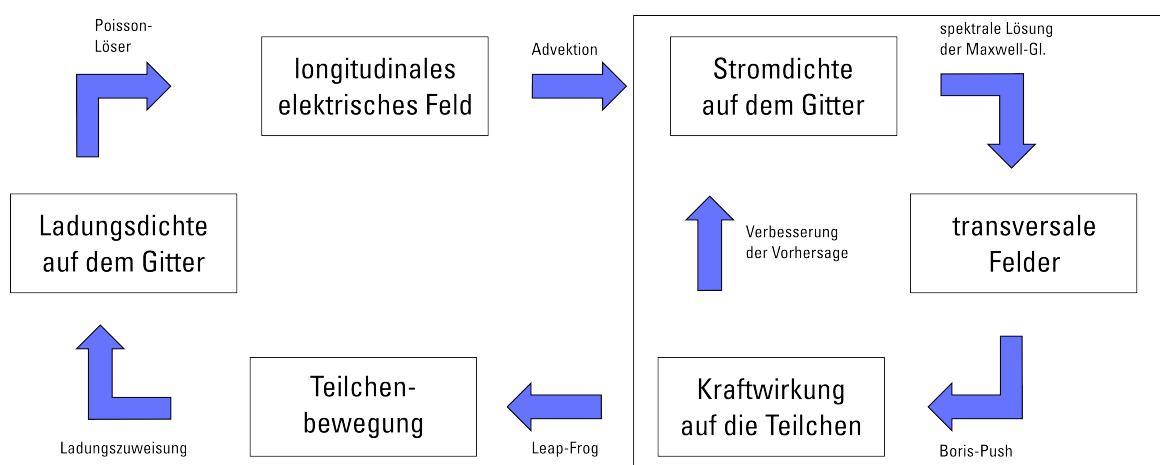 Poisson-
Löser
longitudinales
elektrisches Feld
Advektion
Stromdichte
auf dem Gitter
spektrale Lösung
der Maxwell-Gl.
Ladungsdichte
auf dem Gitter
Verbesserung
der Vorhersage
transversale
Felder
Ladungszuweisung
Teilchen-
bewegung
Leap-Frog
Kraftwirkung
auf die Teilchen
Boris-Push